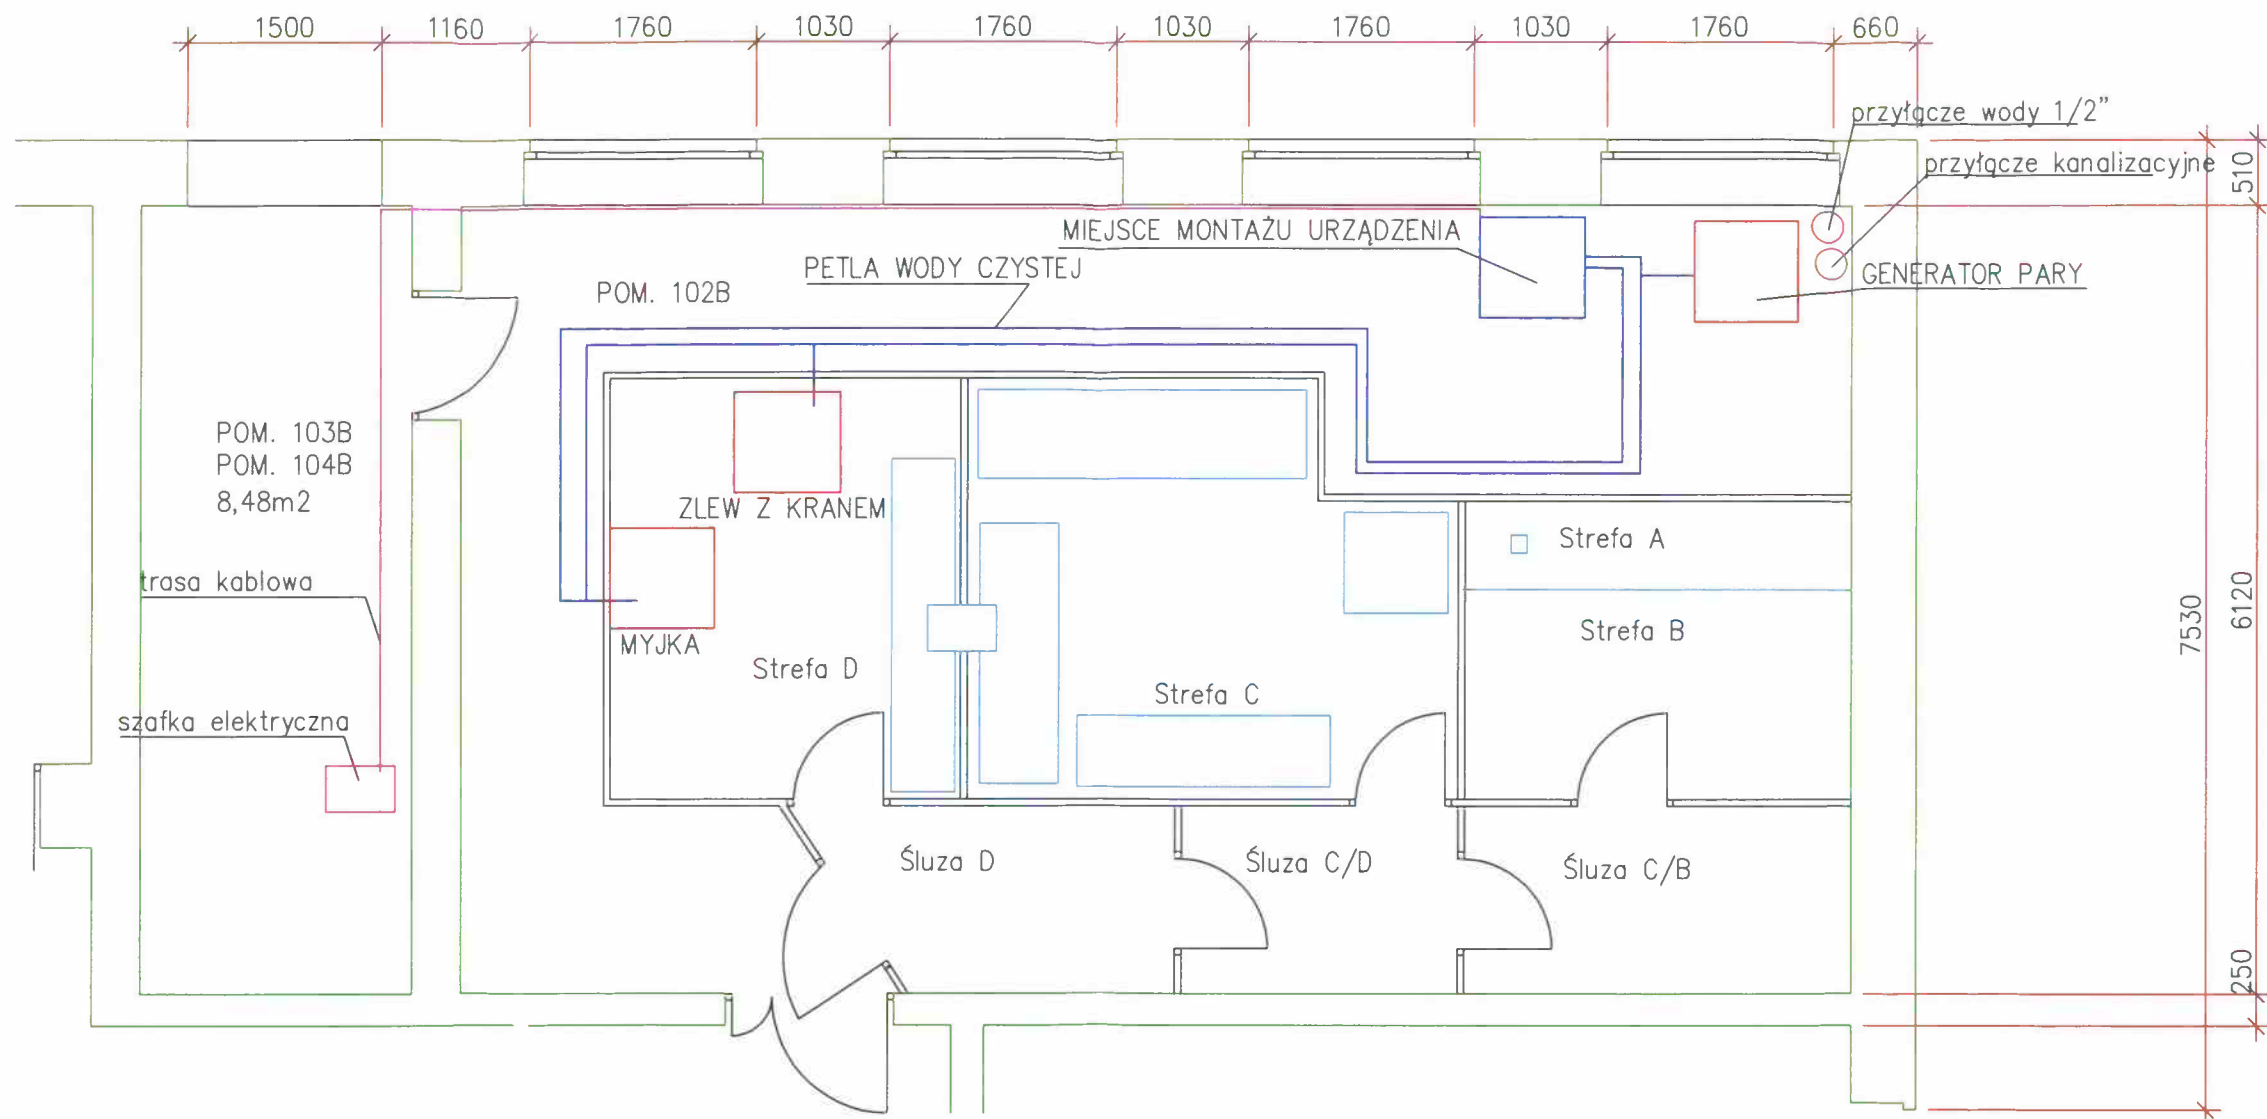 1500 1160 1760 1030 1760 1030 1760 1030 1760 660
przyłącze wody 1/2"
przyłącze kanalizacyjne
510
MIEJSCE MONTAŻU URZĄDZENIA
PETLA WODY CZYSTEJ
GENERATOR PARY
POM. 102B
POM. 103B
POM. 104B
8,48m2
ZLEW Z KRANEM
Strefa A
trasa kablowa
Strefa B
7530
6120
MYJKA
Strefa D
Strefa C
szafka elektryczna
Śluza D
Śluza C/D
Śluza C/B
250